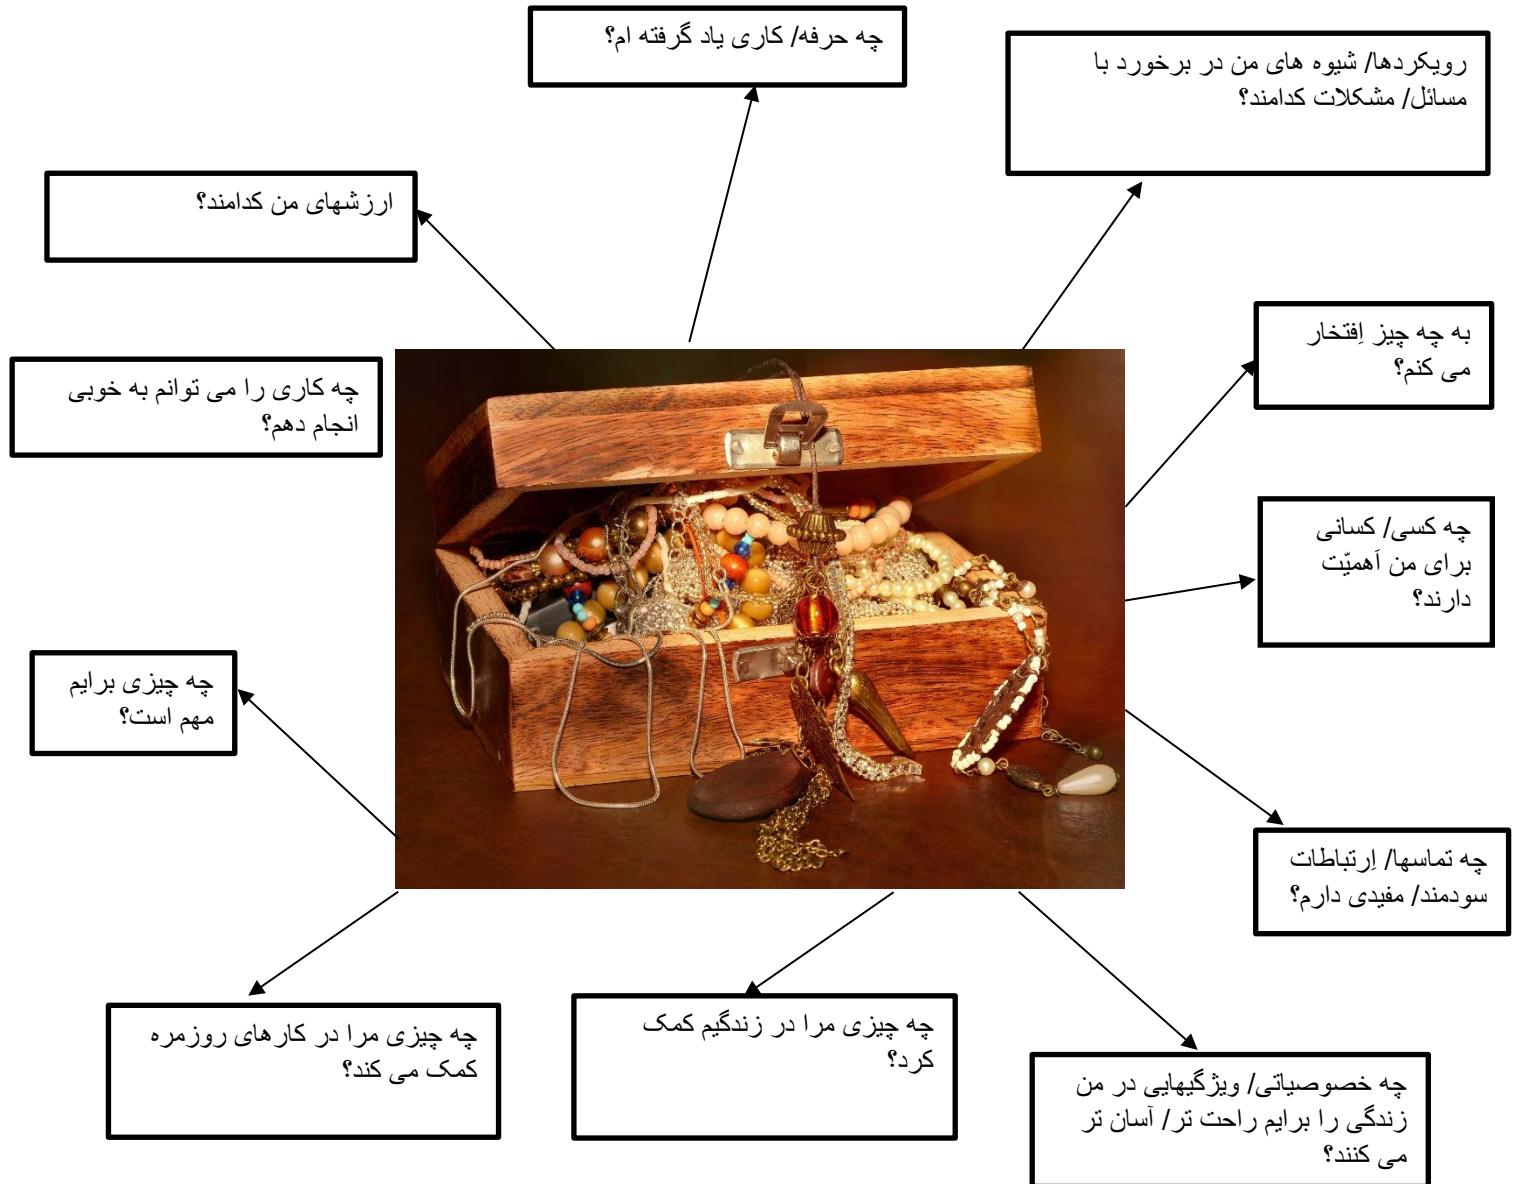 چه حرفه/ کاری یاد گرفته ام؟
رویکردها/ شیوه های من در برخورد با
مسائل/ مشکلات کدامند؟
ارزشهای من کدامند؟
به چه چیز اِفتخار
می کنم؟
چه کاری را می توانم به خوبی
انجام دهم؟
چه کسی/ کسانی
برای من اَهمیّت
دارند؟
چه چیزی برایم
مهم است؟
چه تماسها/ اِرتباطات
سودمند/ مفیدی دارم؟
چه چیزی مرا در کارهای روزمره
کمک می کند؟
چه چیزی مرا در زندگیم کمک
کرد؟
چه خصوصیاتی/ ویژگیهایی در من
زندگی را برایم راحت تر/ آسان تر
می کنند؟